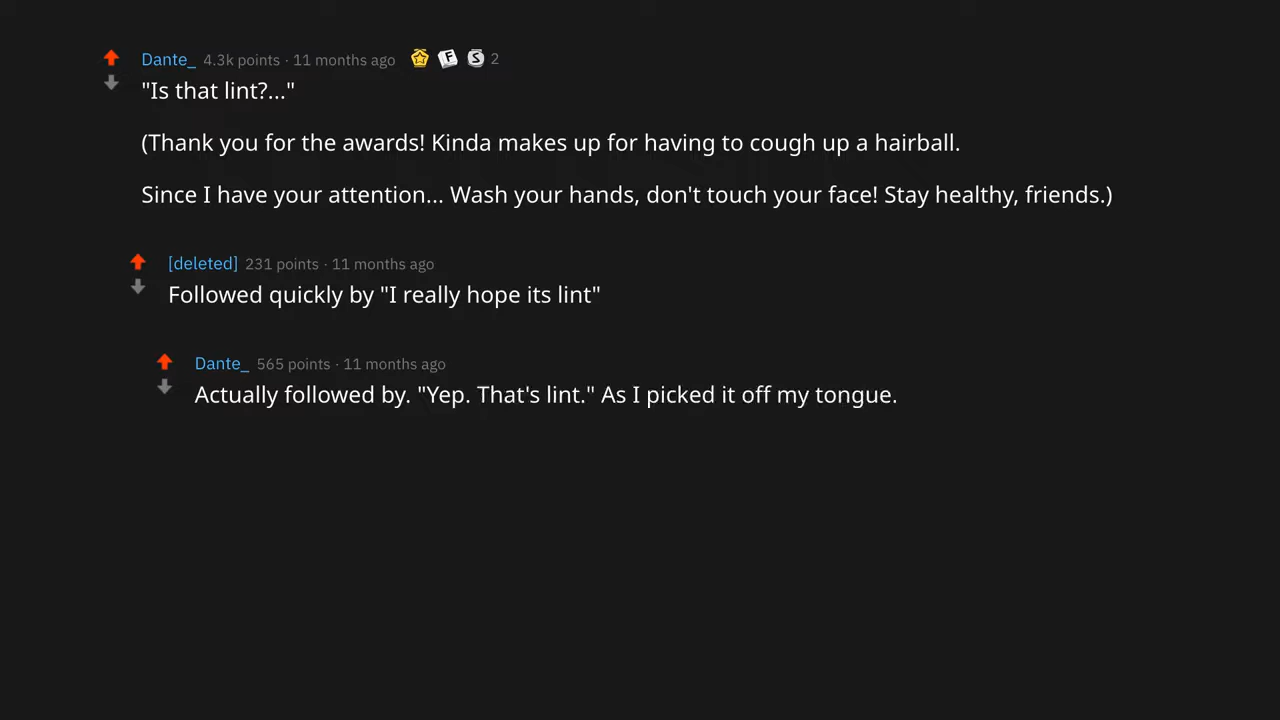 Dante_ 4.3k points · 11 months ago F S 2
"Is that lint?..."
(Thank you for the awards! Kinda makes up for having to cough up a hairball.
Since I have your attention... Wash your hands, don't touch your face! Stay healthy, friends.)
[deleted] 231 points · 11 months ago
Followed quickly by "I really hope its lint"
Dante_ 565 points · 11 months ago
Actually followed by. "Yep. That's lint." As I picked it off my tongue.